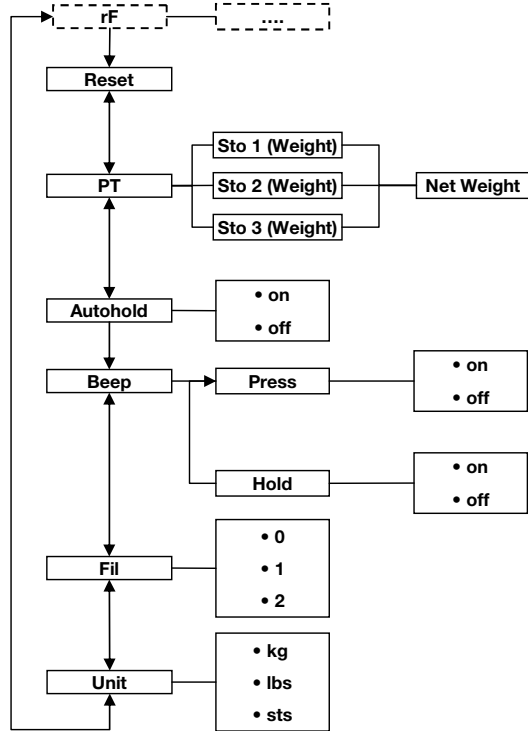 rF
....
Reset
Sto 1 (Weight)
PT
Sto 2 (Weight)
Net Weight
Sto 3 (Weight)
Autohold
• on
• off
Beep
Press
• on
• off
Hold
• on
• off
Fil
• 0
• 1
• 2
Unit
• kg
• lbs
• sts